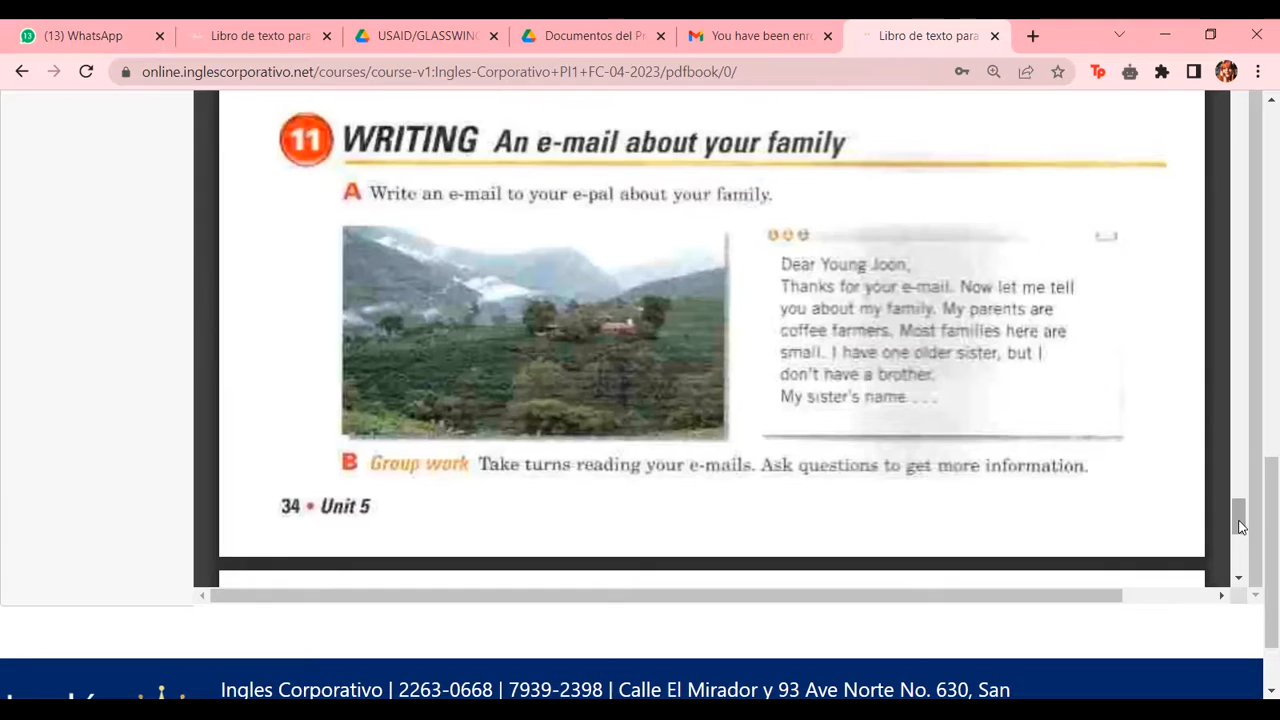 (13) WhatsApp
Libro de texto para
USAID/GLASSWING
Documentos del Pr
You have been enro
Libro de texto para
online.inglescorporativo.net/courses/course-v1:Ingles-Corporativo+PI1+FC-04-2023/pdfbook/0/
Tp
11 WRITING An e-mail about your family
A Write an e-mail to your e-pal about your family.
Dear Young Joon,
Thanks for your e-mail. Now let me tell
you about my family. My parents are
coffee farmers. Most families here are
small. I have one older sister, but I
don't have a brother.
My sister's name . . .
B Group work Take turns reading your e-mails. Ask questions to get more information.
34 • Unit 5
Ingles Corporativo | 2263-0668 | 7939-2398 | Calle El Mirador y 93 Ave Norte No. 630, San